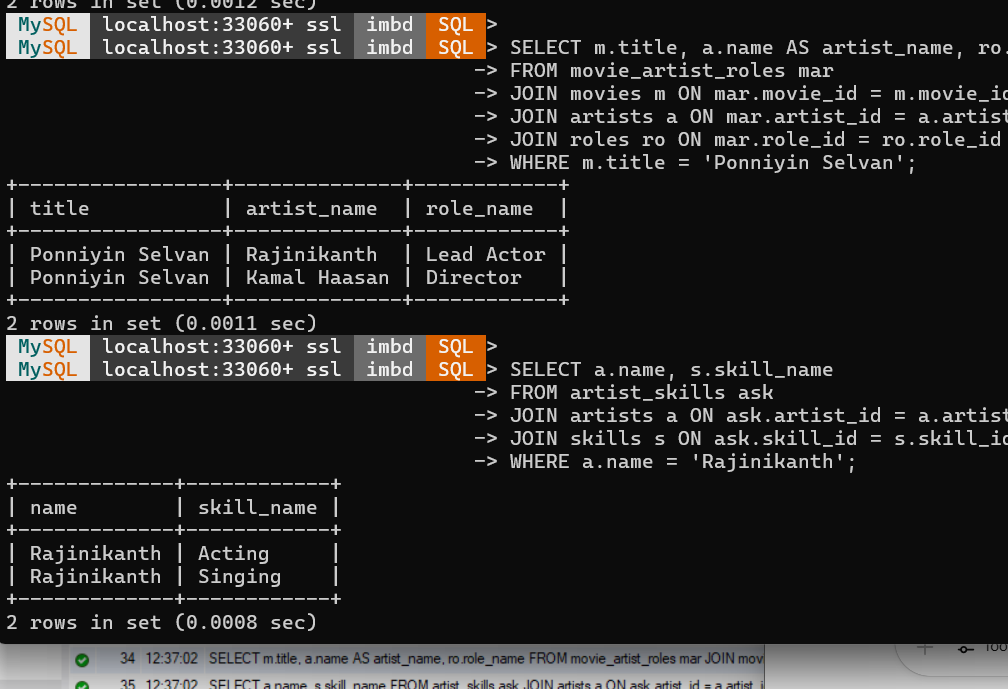 2 rows in set (0.0012 sec)
MySQL localhost:33060+ ssl imbd SQL >
MySQL localhost:33060+ ssl imbd SQL > SELECT m.title, a.name AS artist_name, ro.
-> FROM movie_artist_roles mar
-> JOIN movies m ON mar.movie_id = m.movie_id
-> JOIN artists a ON mar.artist_id = a.artist
-> JOIN roles ro ON mar.role_id = ro.role_id
-> WHERE m.title = 'Ponniyin Selvan';
+-----------------+--------------+------------+
| title | artist_name | role_name |
+-----------------+--------------+------------+
| Ponniyin Selvan | Rajinikanth | Lead Actor |
| Ponniyin Selvan | Kamal Haasan | Director |
+-----------------+--------------+------------+
2 rows in set (0.0011 sec)
MySQL localhost:33060+ ssl imbd SQL >
MySQL localhost:33060+ ssl imbd SQL > SELECT a.name, s.skill_name
-> FROM artist_skills ask
-> JOIN artists a ON ask.artist_id = a.artist
-> JOIN skills s ON ask.skill_id = s.skill_id
-> WHERE a.name = 'Rajinikanth';
+-------------+------------+
| name | skill_name |
+-------------+------------+
| Rajinikanth | Acting |
| Rajinikanth | Singing |
+-------------+------------+
2 rows in set (0.0008 sec)
34 12:37:02 SELECT m.title, a.name AS artist_name, ro.role_name FROM movie_artist_roles mar JOIN mov
35 12:37:02 SELECT a.name, s.skill_name FROM artist_skills ask JOIN artists a ON ask.artist_id = a.artist_i